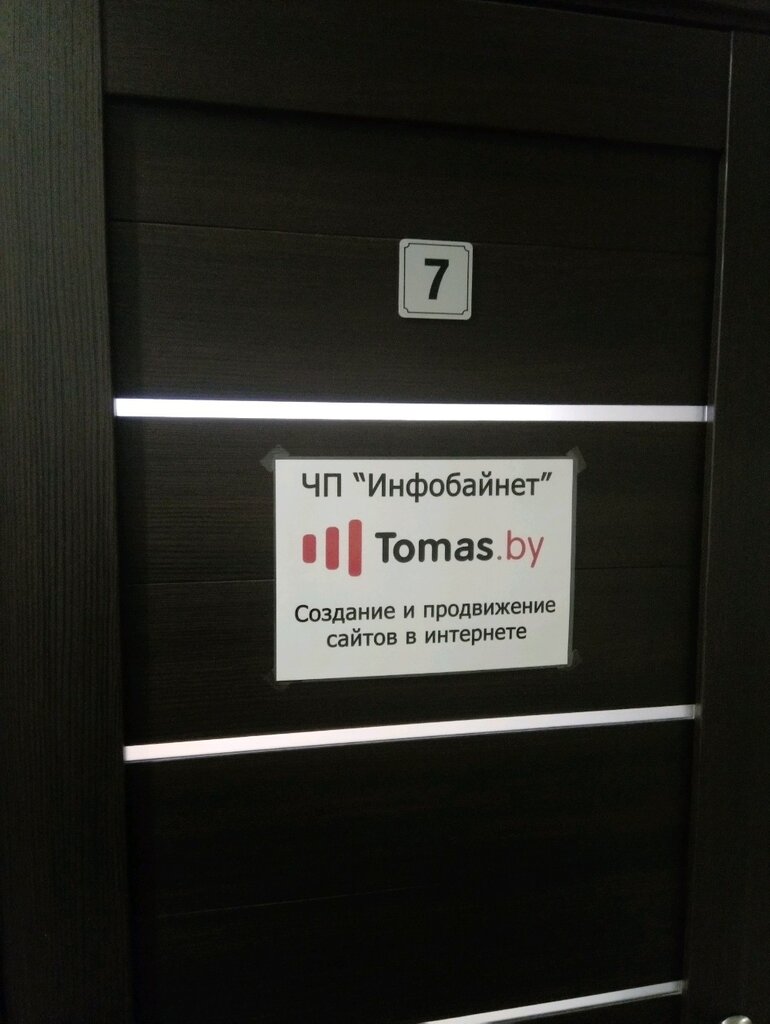 7
ЧП “Инфобайнет”
Tomas.by
Создание и продвижение
сайтов в интернете